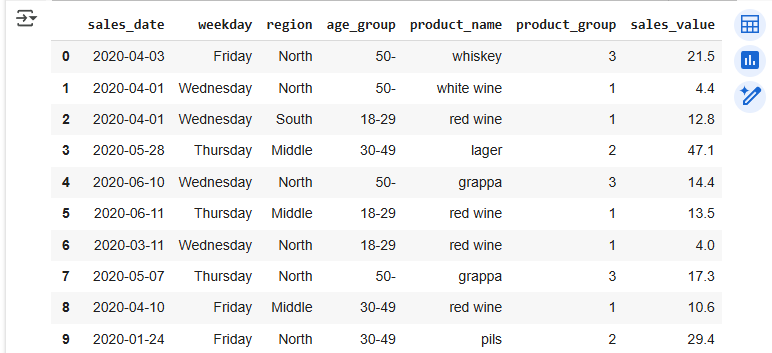 sales_date weekday region age_group product_name product_group sales_value
0 2020-04-03 Friday North 50- whiskey 3 21.5
1 2020-04-01 Wednesday North 50- white wine 1 4.4
2 2020-04-01 Wednesday South 18-29 red wine 1 12.8
3 2020-05-28 Thursday Middle 30-49 lager 2 47.1
4 2020-06-10 Wednesday North 50- grappa 3 14.4
5 2020-06-11 Thursday Middle 18-29 red wine 1 13.5
6 2020-03-11 Wednesday North 18-29 red wine 1 4.0
7 2020-05-07 Thursday North 50- grappa 3 17.3
8 2020-04-10 Friday Middle 30-49 red wine 1 10.6
9 2020-01-24 Friday North 30-49 pils 2 29.4